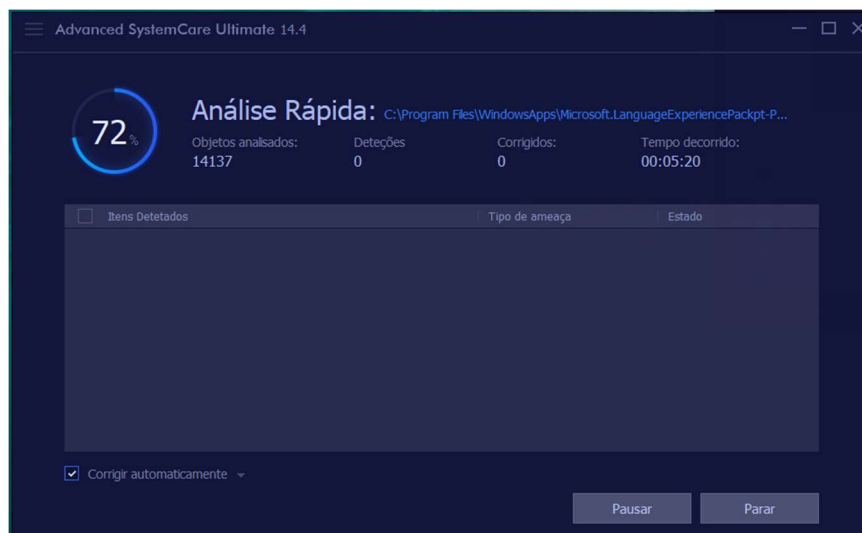 Advanced SystemCare Ultimate 14.4
72%
Análise Rápida: C:\Program Files\WindowsApps\Microsoft.LanguageExperiencePackpt-P...
Objetos analisados: Deteções Corrigidos: Tempo decorrido:
14137 0 0 00:05:20
Itens Detetados Tipo de ameaça Estado
Corrigir automaticamente
Pausar Parar